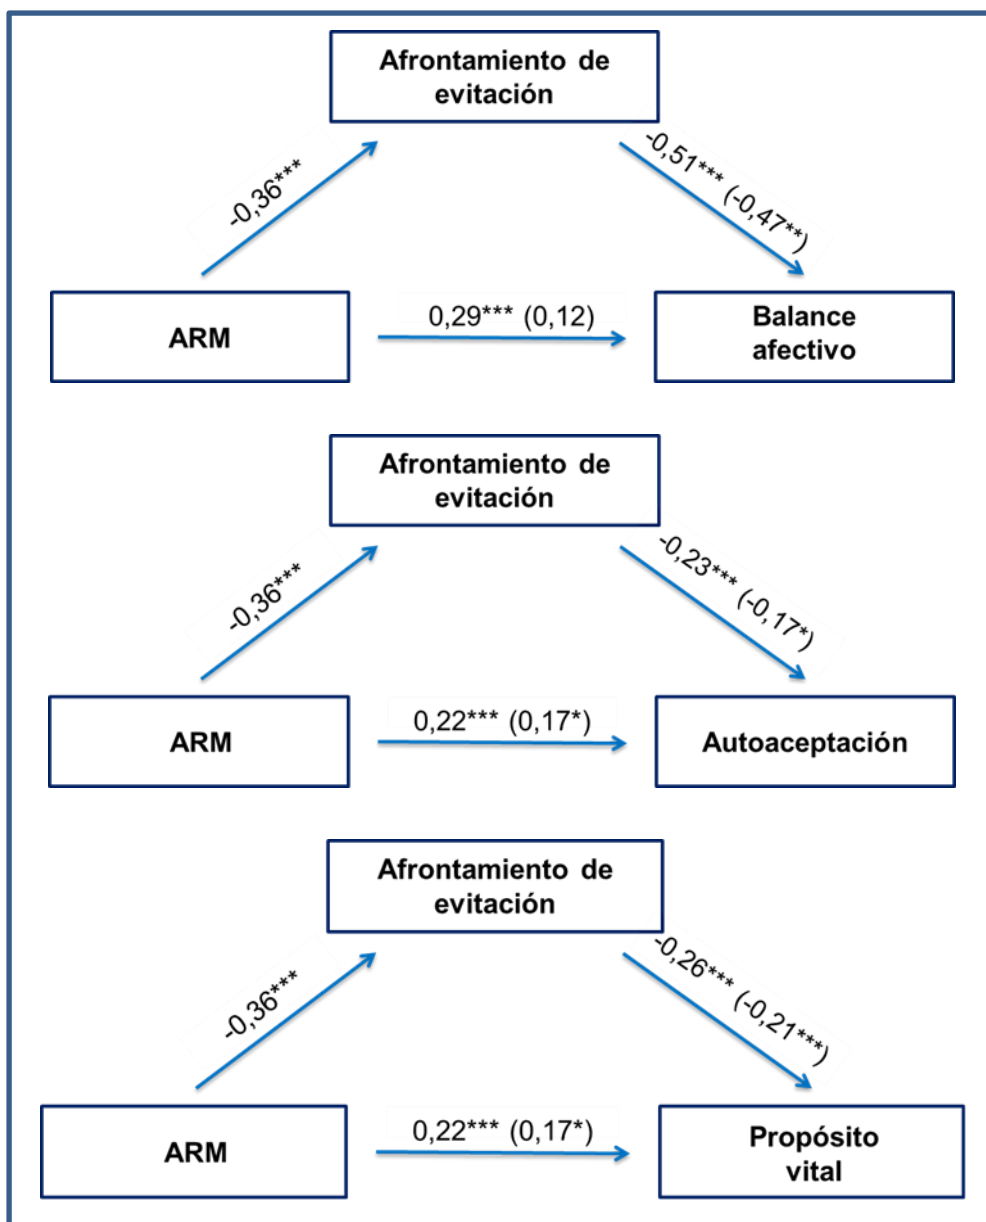 Afrontamiento de
evitación
-0,36***
-0,51*** (-0,47**)
ARM
0,29*** (0,12)
Balance
afectivo
Afrontamiento de
evitación
-0,36***
-0,23*** (-0,17*)
ARM
0,22*** (0,17*)
Autoaceptación
Afrontamiento de
evitación
-0,36***
-0,26*** (-0,21***)
ARM
0,22*** (0,17*)
Propósito
vital